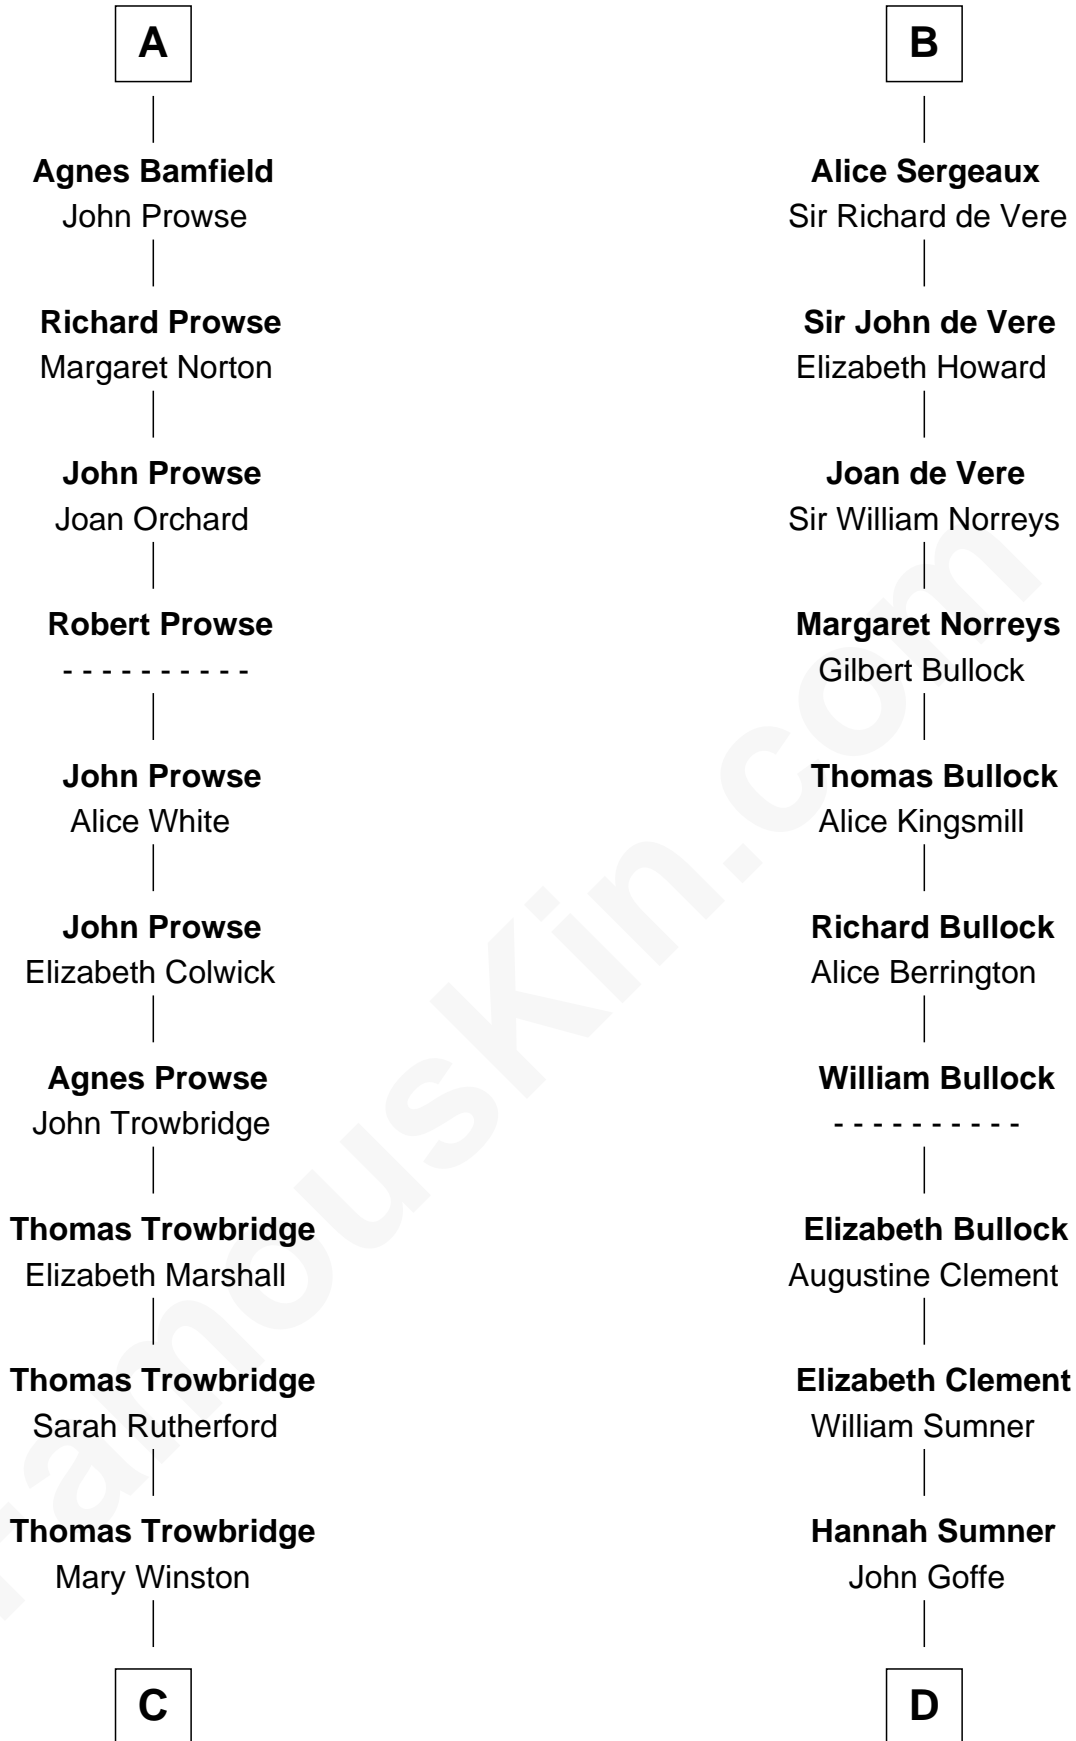 A
Agnes Bamfield
John Prowse
Richard Prowse
Margaret Norton
John Prowse
Joan Orchard
Robert Prowse
- - - - - - - - - -
John Prowse
Alice White
John Prowse
Elizabeth Colwick
Agnes Prowse
John Trowbridge
Thomas Trowbridge
Elizabeth Marshall
Thomas Trowbridge
Sarah Rutherford
Thomas Trowbridge
Mary Winston
C
B
Alice Sergeaux
Sir Richard de Vere
Sir John de Vere
Elizabeth Howard
Joan de Vere
Sir William Norreys
Margaret Norreys
Gilbert Bullock
Thomas Bullock
Alice Kingsmill
Richard Bullock
Alice Berrington
William Bullock
- - - - - - - - - -
Elizabeth Bullock
Augustine Clement
Elizabeth Clement
William Sumner
Hannah Sumner
John Goffe
D
FamousKin.com